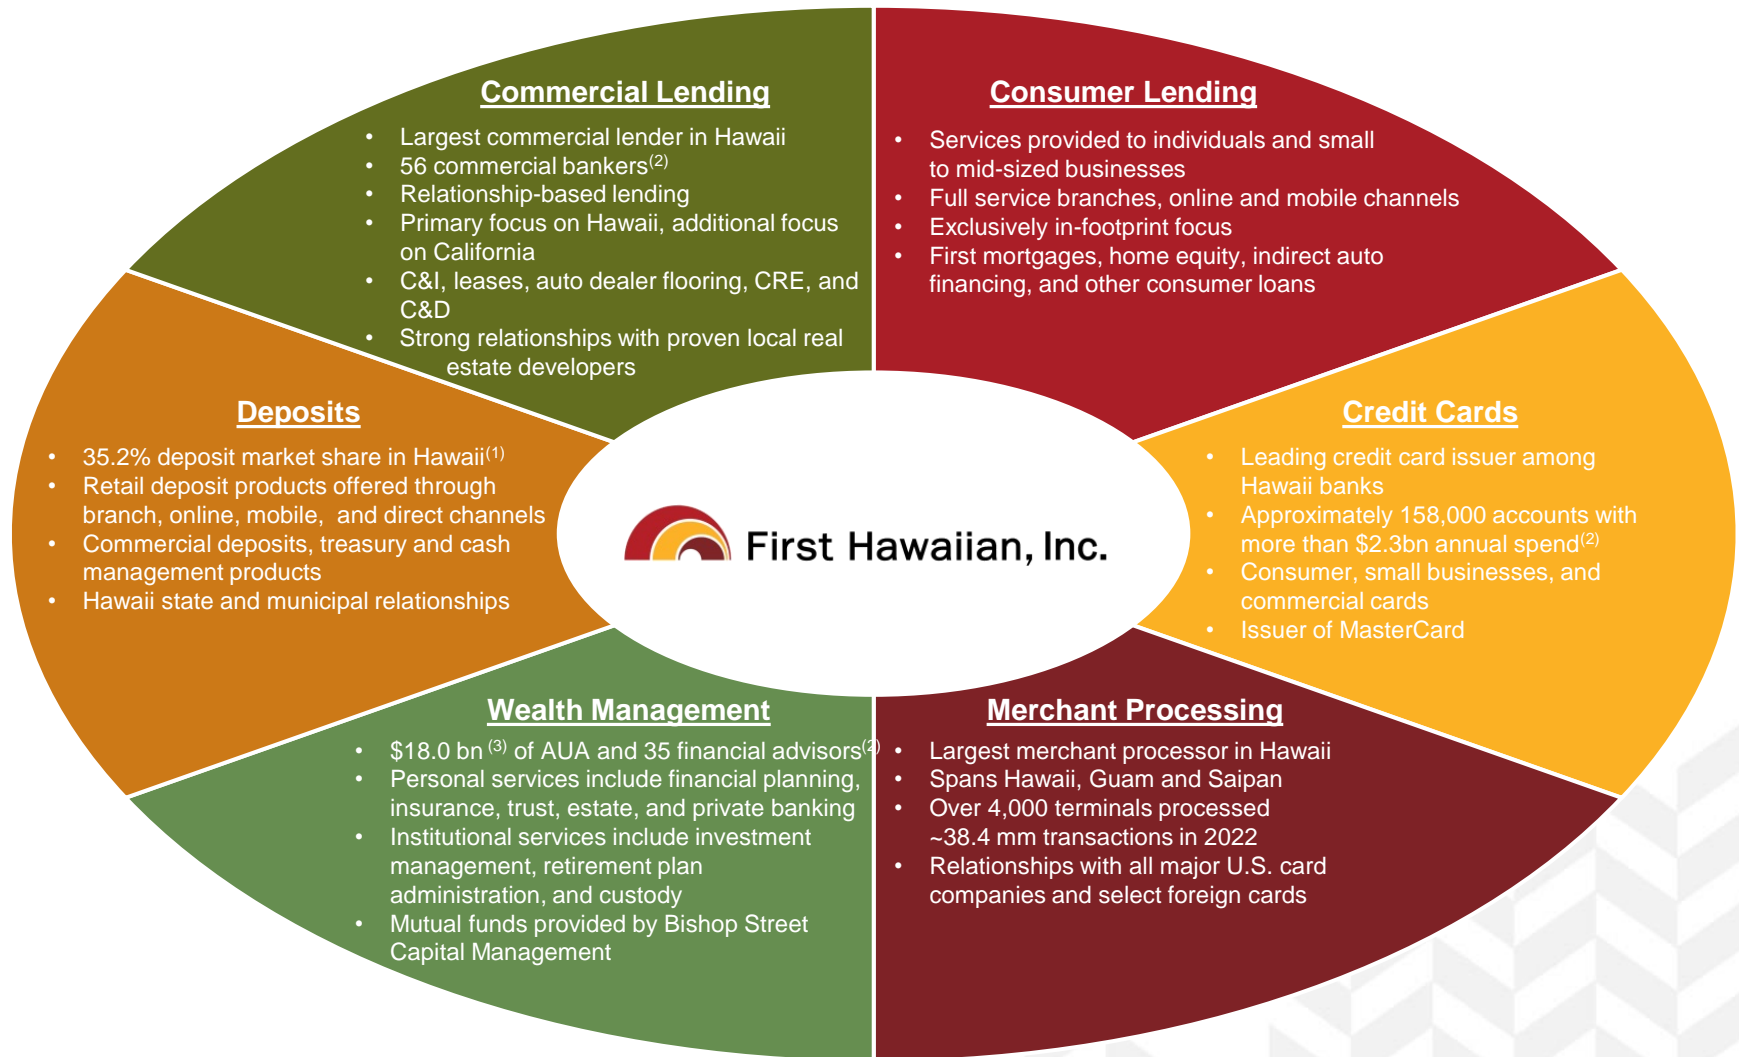 Commercial Lending
• Largest commercial lender in Hawaii
• 56 commercial bankers(2)
• Relationship-based lending
• Primary focus on Hawaii, additional focus
on California
• C&I, leases, auto dealer flooring, CRE, and
C&D
• Strong relationships with proven local real
estate developers
Consumer Lending
• Services provided to individuals and small
to mid-sized businesses
• Full service branches, online and mobile channels
• Exclusively in-footprint focus
• First mortgages, home equity, indirect auto
financing, and other consumer loans
Deposits
• 35.2% deposit market share in Hawaii(1)
• Retail deposit products offered through
branch, online, mobile, and direct channels
• Commercial deposits, treasury and cash
management products
• Hawaii state and municipal relationships
First Hawaiian, Inc.
Credit Cards
• Leading credit card issuer among
Hawaii banks
• Approximately 158,000 accounts with
more than $2.3bn annual spend(2)
• Consumer, small businesses, and
commercial cards
• Issuer of MasterCard
Wealth Management
• $18.0 bn (3) of AUA and 35 financial advisors(2)
• Personal services include financial planning,
insurance, trust, estate, and private banking
• Institutional services include investment
management, retirement plan
administration, and custody
• Mutual funds provided by Bishop Street
Capital Management
Merchant Processing
• Largest merchant processor in Hawaii
• Spans Hawaii, Guam and Saipan
• Over 4,000 terminals processed
~38.4 mm transactions in 2022
• Relationships with all major U.S. card
companies and select foreign cards